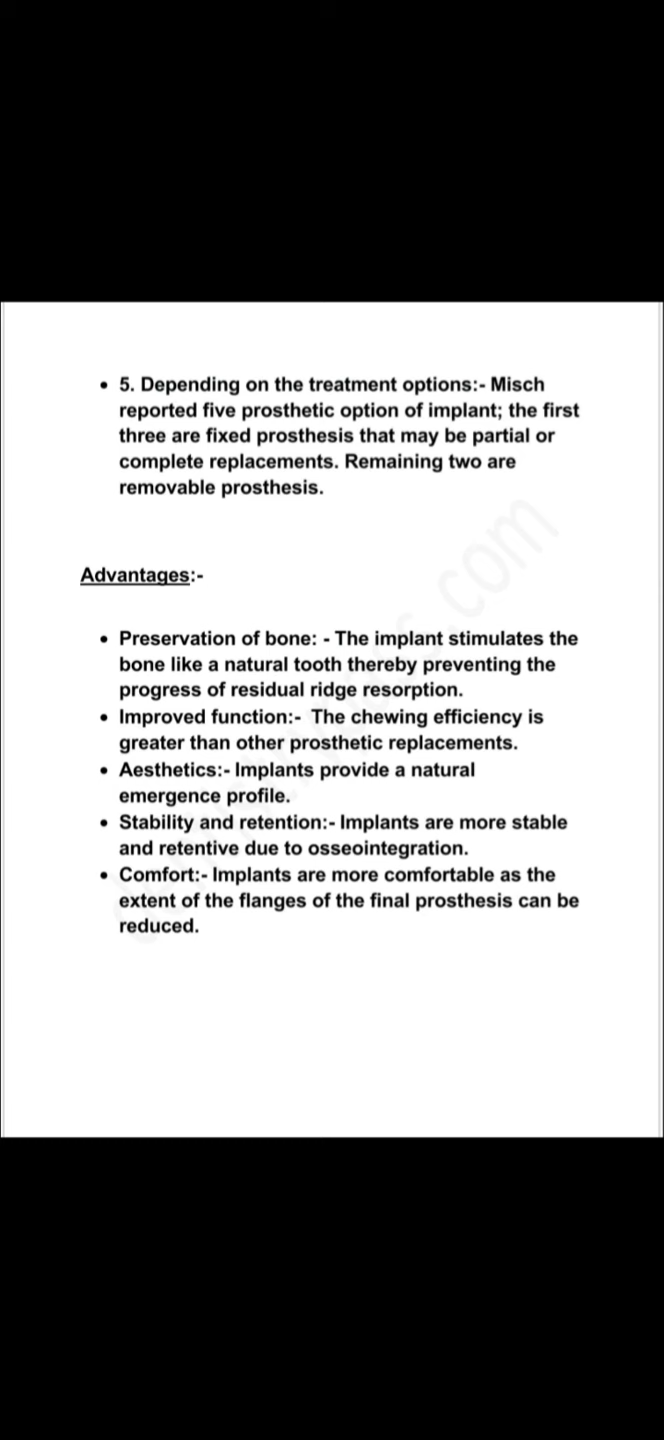 • 5. Depending on the treatment options:- Misch
reported five prosthetic option of implant; the first
three are fixed prosthesis that may be partial or
complete replacements. Remaining two are
removable prosthesis.
Advantages:-
• Preservation of bone: - The implant stimulates the
bone like a natural tooth thereby preventing the
progress of residual ridge resorption.
• Improved function:- The chewing efficiency is
greater than other prosthetic replacements.
• Aesthetics:- Implants provide a natural
emergence profile.
• Stability and retention:- Implants are more stable
and retentive due to osseointegration.
• Comfort:- Implants are more comfortable as the
extent of the flanges of the final prosthesis can be
reduced.